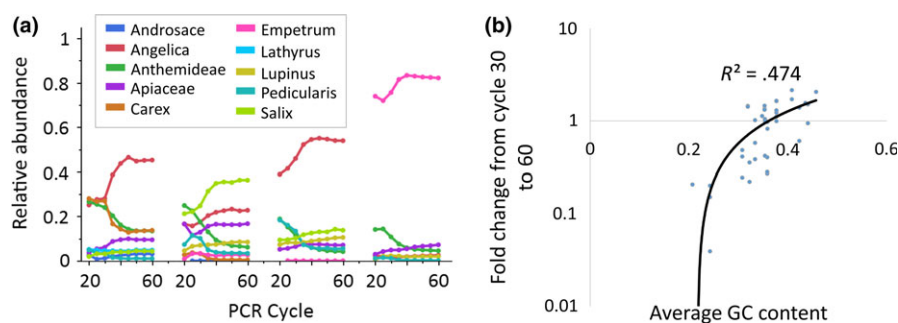 (a)
Relative abundance
1
0.8
0.6
0.4
0.2
0
Androsace
Angelica
Anthemideae
Apiaceae
Carex
Empetrum
Lathyrus
Lupinus
Pedicularis
Salix
20 60 20 60 20 60 20 60
PCR Cycle
(b)
Fold change from cycle 30
to 60
10
1
0.1
0.01
R² = .474
0 0.2 0.4 0.6
Average GC content